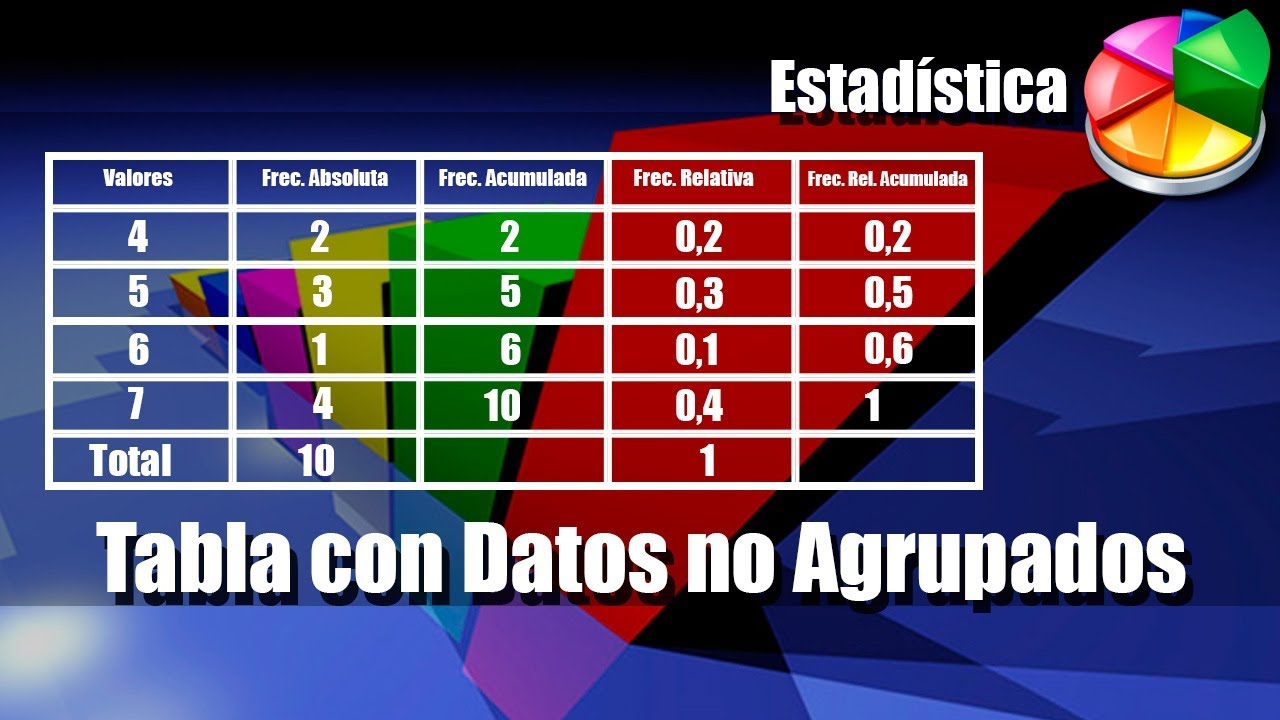 Estadística
Valores Frec. Absoluta Frec. Acumulada Frec. Relativa Frec. Rel. Acumulada
4 2 2 0,2 0,2
5 3 5 0,3 0,5
6 1 6 0,1 0,6
7 4 10 0,4 1
Total 10 1
Tabla con Datos no Agrupados